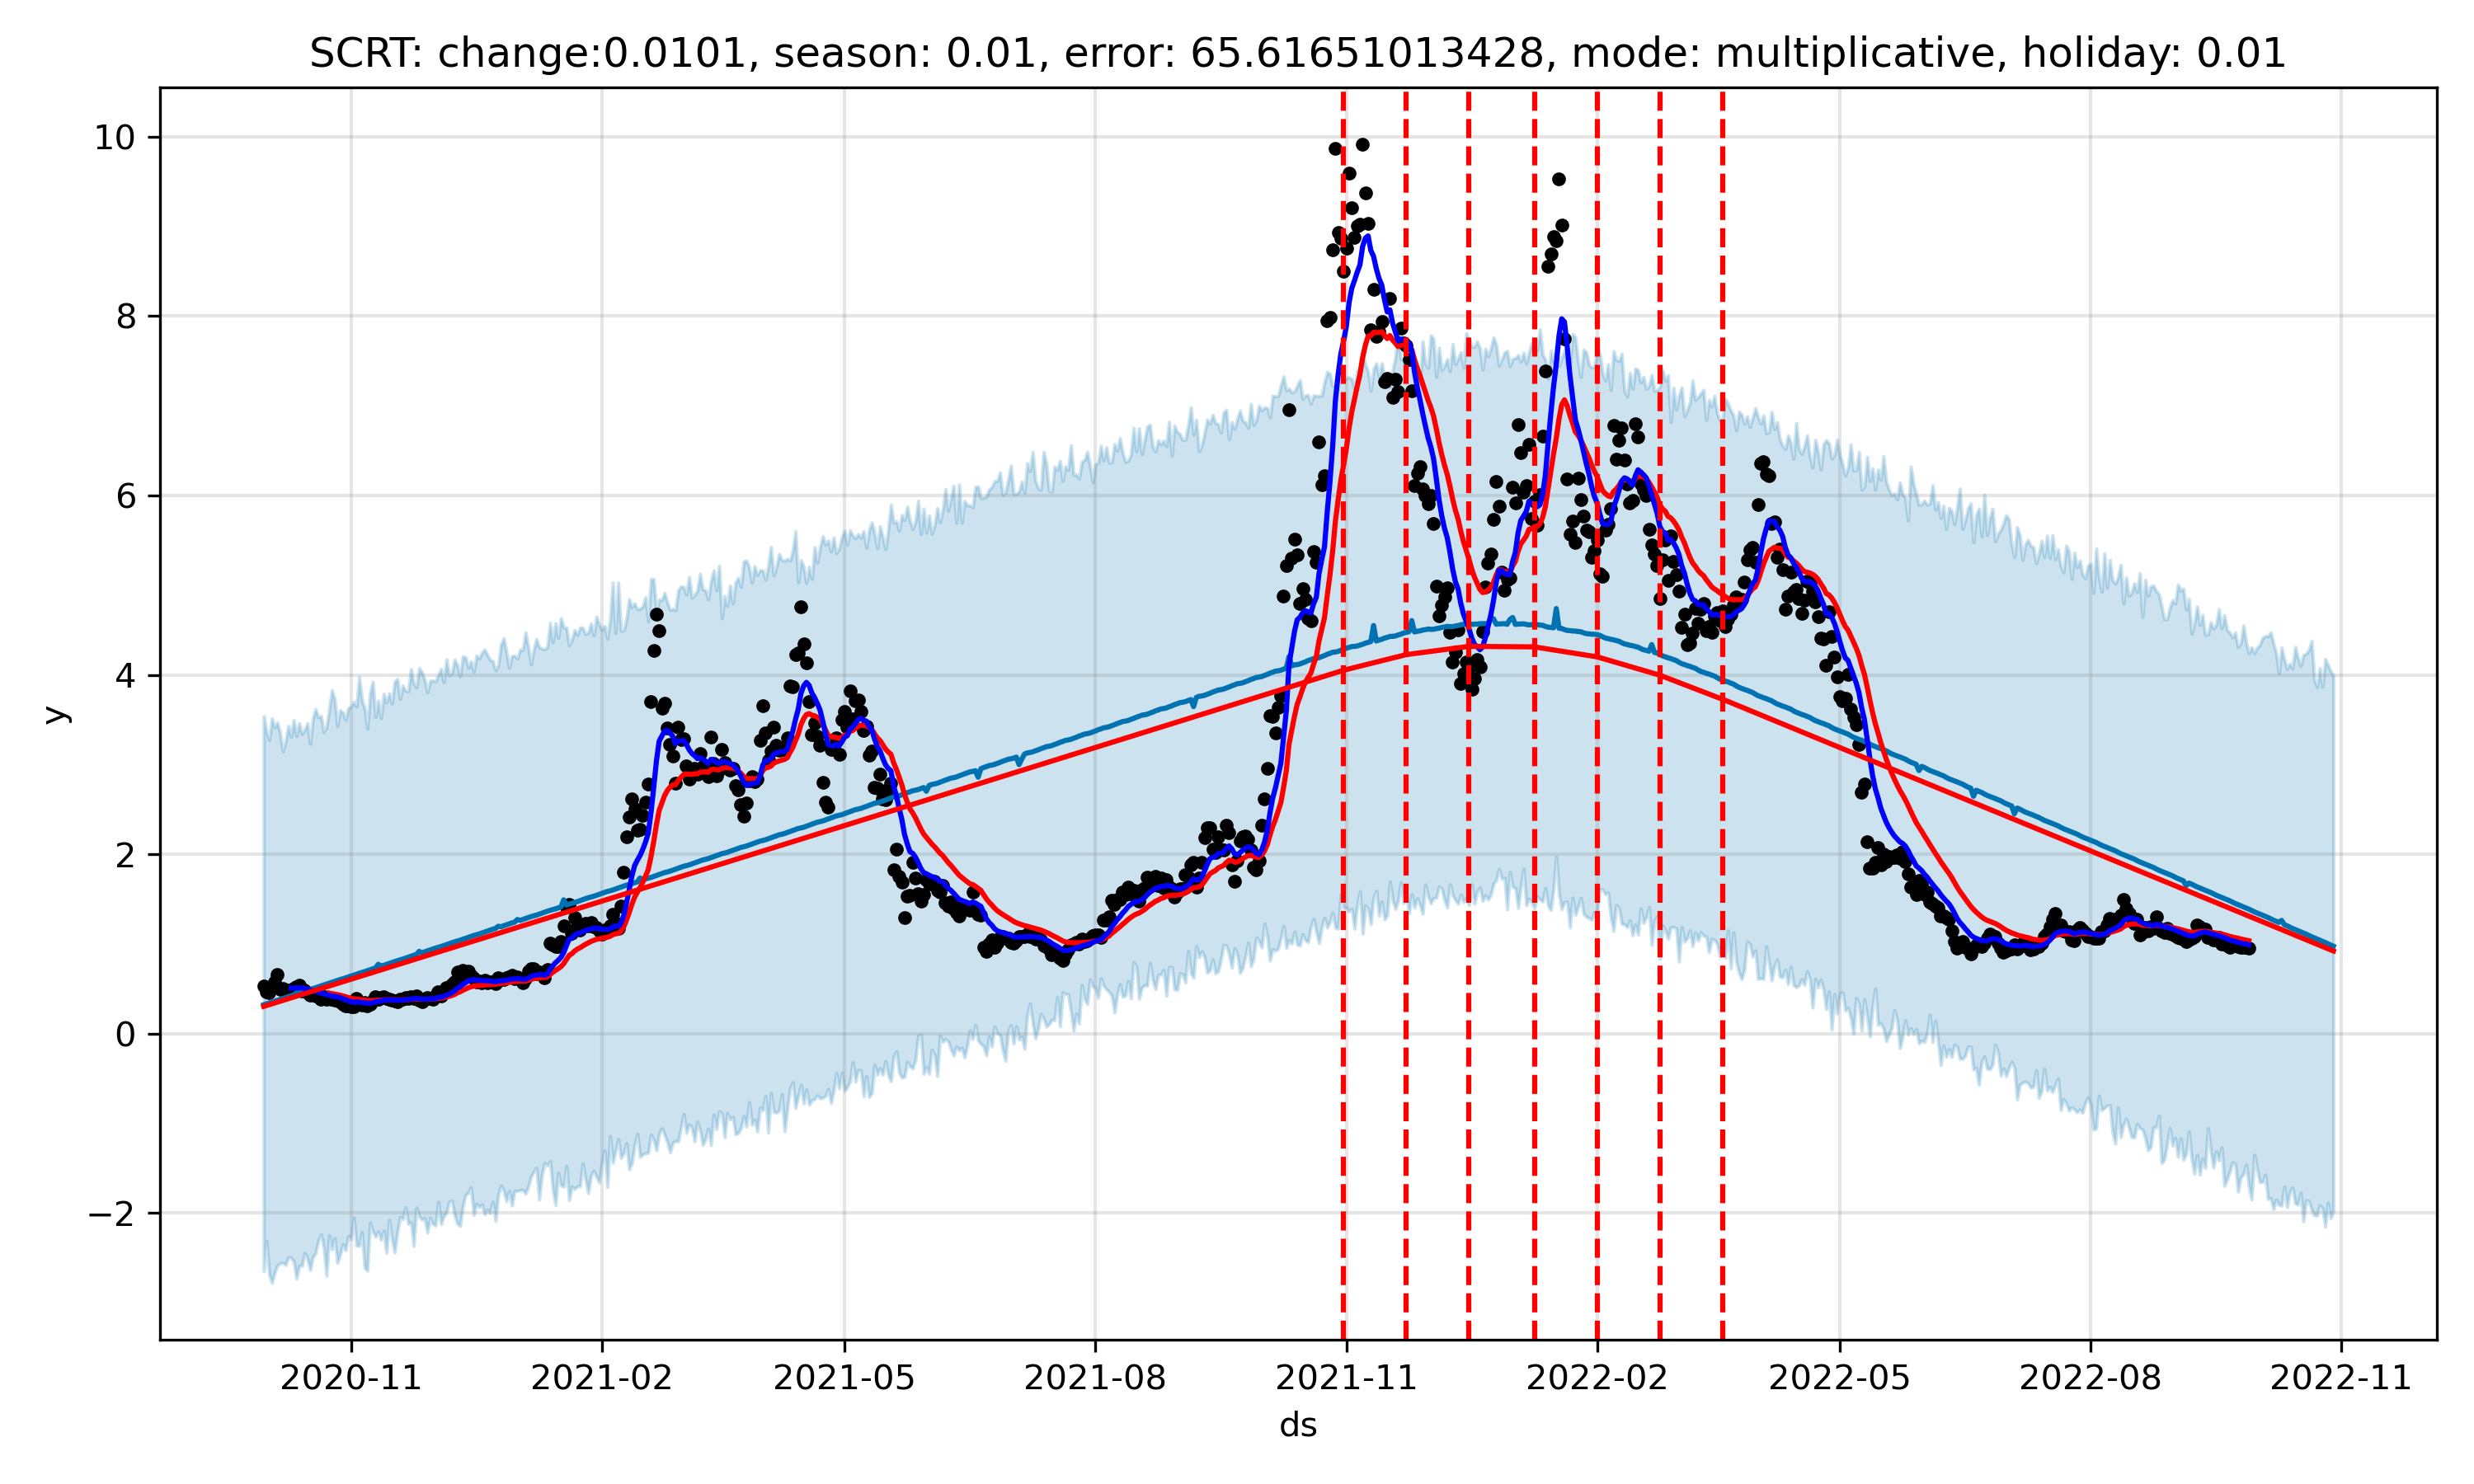 SCRT: change:0.0101, season: 0.01, error: 65.61651013428, mode: multiplicative, holiday: 0.01
10
8
6
4
2
0
−2
y
2020-11 2021-02 2021-05 2021-08 2021-11 2022-02 2022-05 2022-08 2022-11
ds